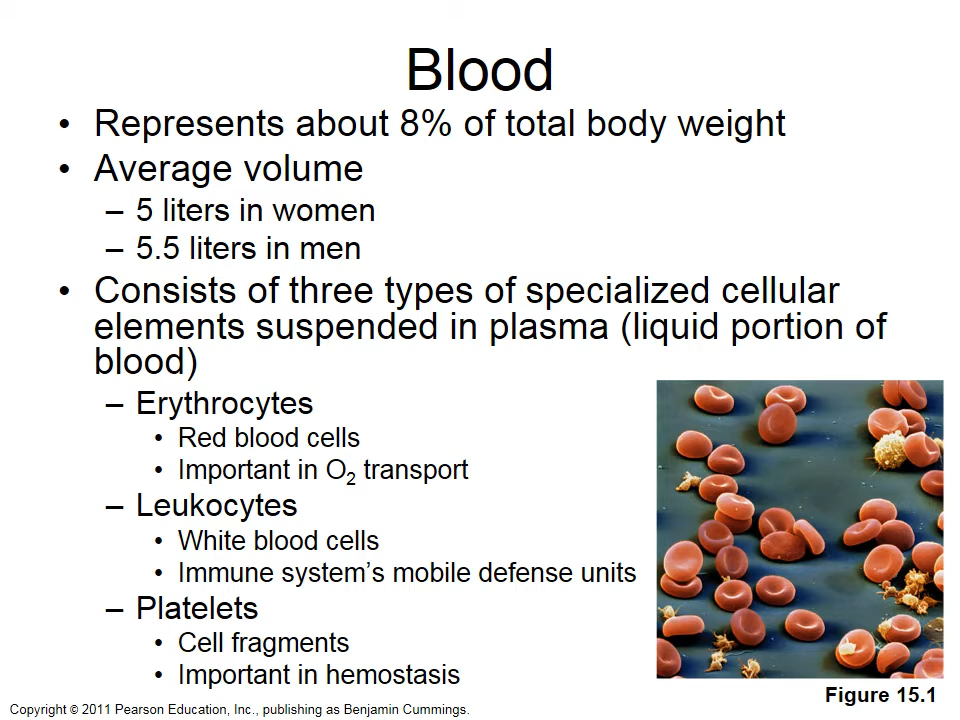 Blood
• Represents about 8% of total body weight
• Average volume
– 5 liters in women
– 5.5 liters in men
• Consists of three types of specialized cellular
elements suspended in plasma (liquid portion of
blood)
– Erythrocytes
• Red blood cells
• Important in O₂ transport
– Leukocytes
• White blood cells
• Immune system’s mobile defense units
– Platelets
• Cell fragments
• Important in hemostasis
Figure 15.1
Copyright © 2011 Pearson Education, Inc., publishing as Benjamin Cummings.